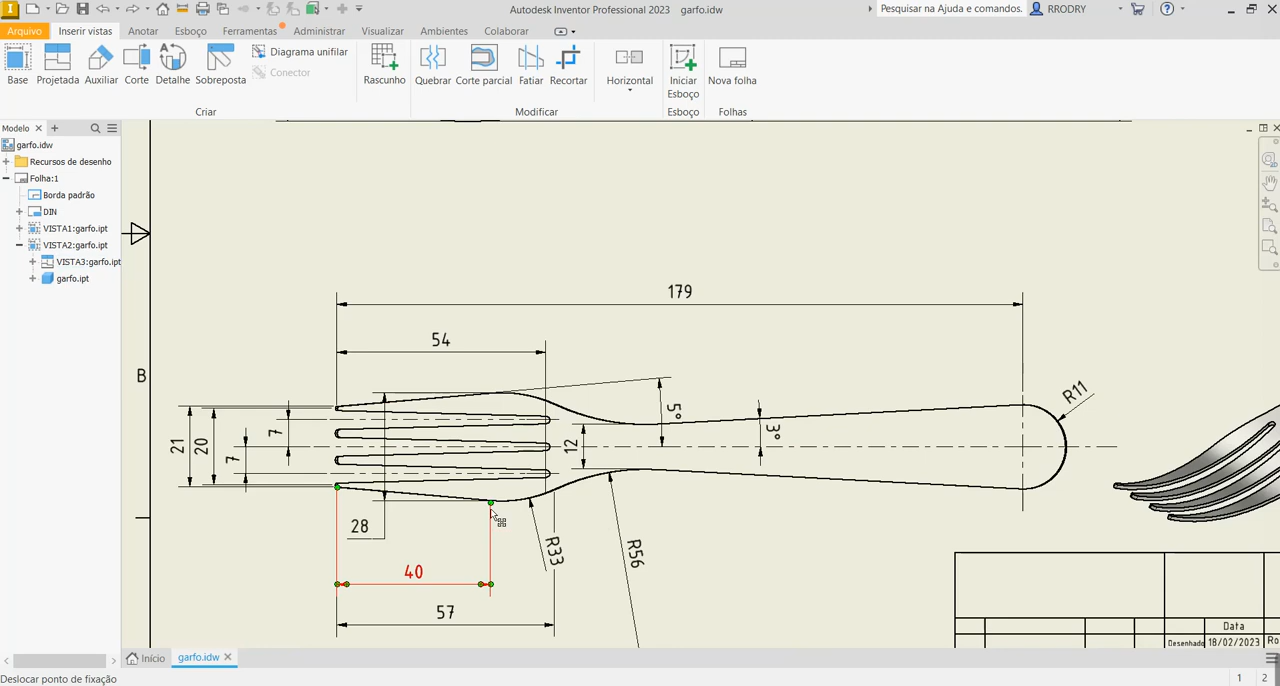 Autodesk Inventor Professional 2023 garfo.idw
Pesquisar na Ajuda e comandos.
RRODRY
Arquivo
Inserir vistas
Anotar
Esboço
Ferramentas
Administrar
Visualizar
Ambientes
Colaborar
Base
Projetada
Auxiliar
Corte
Detalhe
Sobreposta
Diagrama unifilar
Conector
Rascunho
Quebrar
Corte parcial
Fatiar
Recortar
Horizontal
Iniciar
Esboço
Nova folha
Criar
Modificar
Esboço
Folhas
Modelo
garfo.idw
Recursos de desenho
Folha:1
Borda padrão
DIN
VISTA1:garfo.ipt
VISTA2:garfo.ipt
VISTA3:garfo.ipt
garfo.ipt
B
179
54
5°
R11
21
20
7
7
12
3°
28
R33
R56
40
57
Data
Desenhado 18/02/2023 Ro
Início
garfo.idw
Deslocar ponto de fixação
1 2